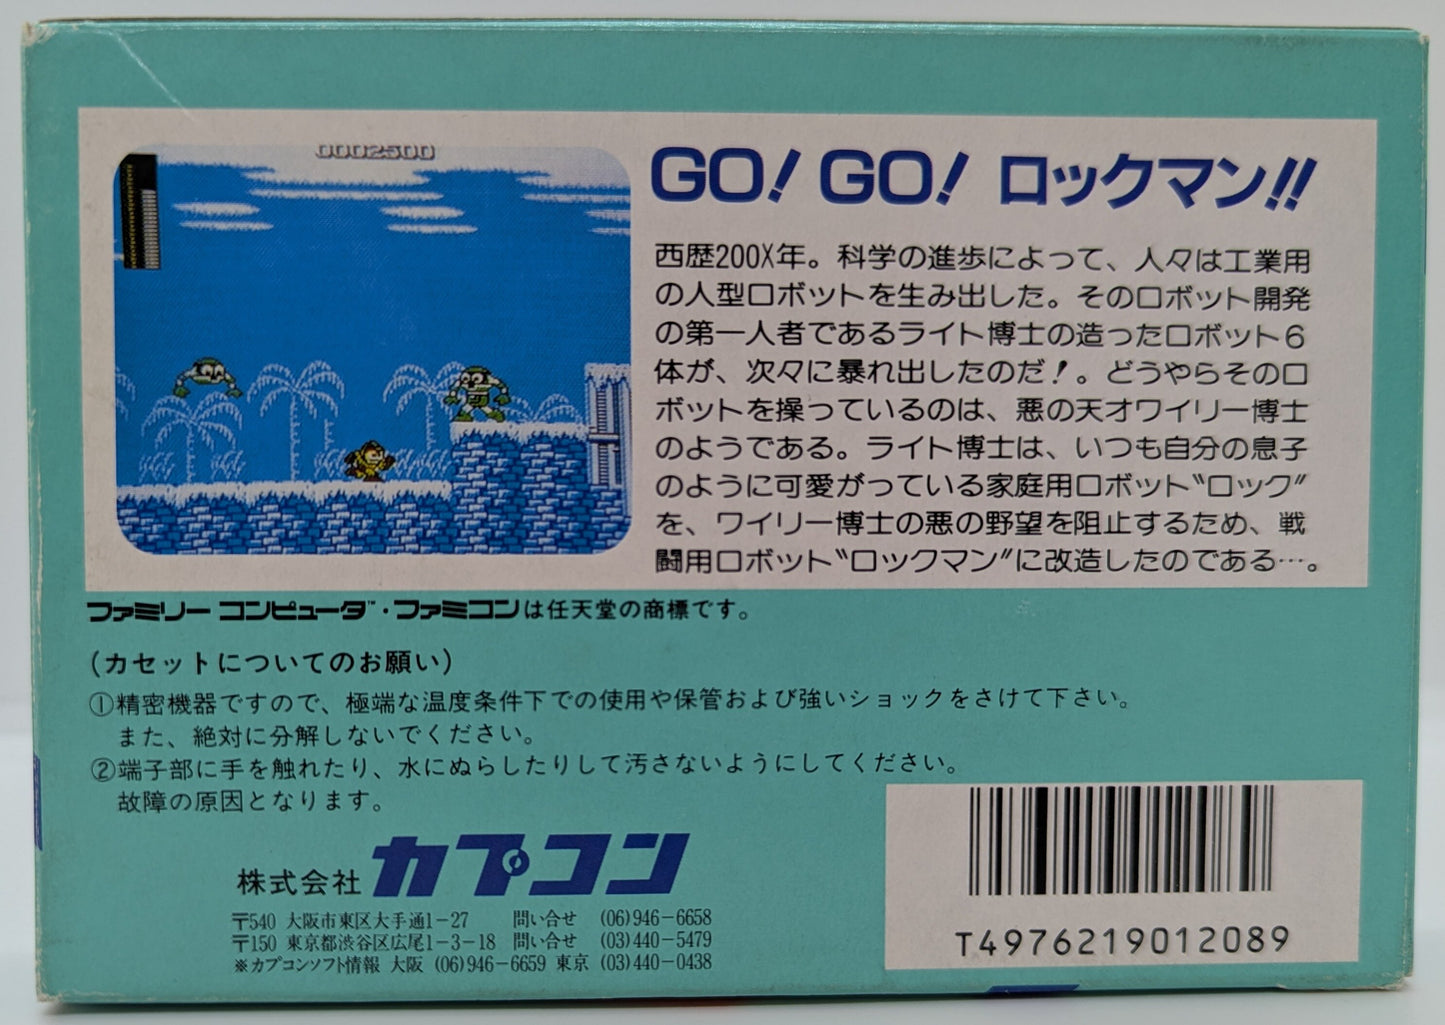 0002500
GO! GO! ロックマン!!
西歴200X年。科学の進歩によって、人々は工業用
の人型ロボットを生み出した。そのロボット開発
の第一人者であるライト博士の造ったロボット6
体が、次々に暴れ出したのだ！。どうやらそのロ
ボットを操っているのは、悪の天才ワイリー博士
のようである。ライト博士は、いつも自分の息子
のように可愛がっている家庭用ロボット“ロック”
を、ワイリー博士の悪の野望を阻止するため、戦
闘用ロボット“ロックマン”に改造したのである…。
ファミリー コンピュータ™・ファミコンは任天堂の商標です。
(カセットについてのお願い)
①精密機器ですので、極端な温度条件下での使用や保管および強いショックをさけて下さい。
また、絶対に分解しないでください。
②端子部に手を触れたり、水にぬらしたりして汚さないようにしてください。
故障の原因となります。
株式会社 カプコン
〒540 大阪市東区大手通1-27 問い合せ (06)946-6658
〒150 東京都渋谷区広尾1-3-18 問い合せ (03)440-5479
※カプコンソフト情報 大阪 (06)946-6659 東京 (03)440-0438
T4976219012089